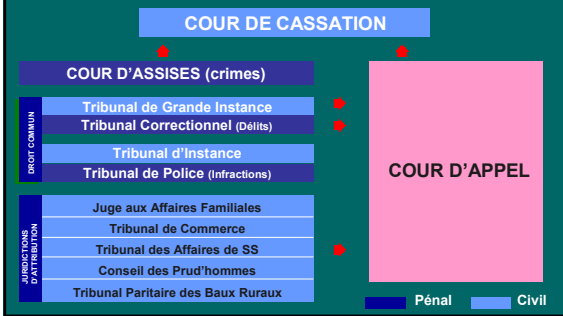 COUR DE CASSATION
COUR D'ASSISES (crimes)
DROIT COMMUN
Tribunal de Grande Instance
Tribunal Correctionnel (Délits)
Tribunal d'Instance
Tribunal de Police (Infractions)
COUR D'APPEL
JURIDICTIONS
D'ATTRIBUTION
Juge aux Affaires Familiales
Tribunal de Commerce
Tribunal des Affaires de SS
Conseil des Prud'hommes
Tribunal Paritaire des Baux Ruraux
Pénal
Civil